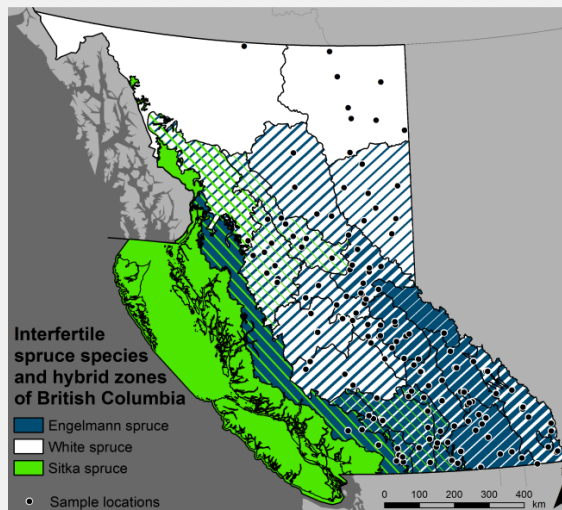 Interfertile
spruce species
and hybrid zones
of British Columbia
Engelmann spruce
White spruce
Sitka spruce
Sample locations
0 100 200 300 400
km